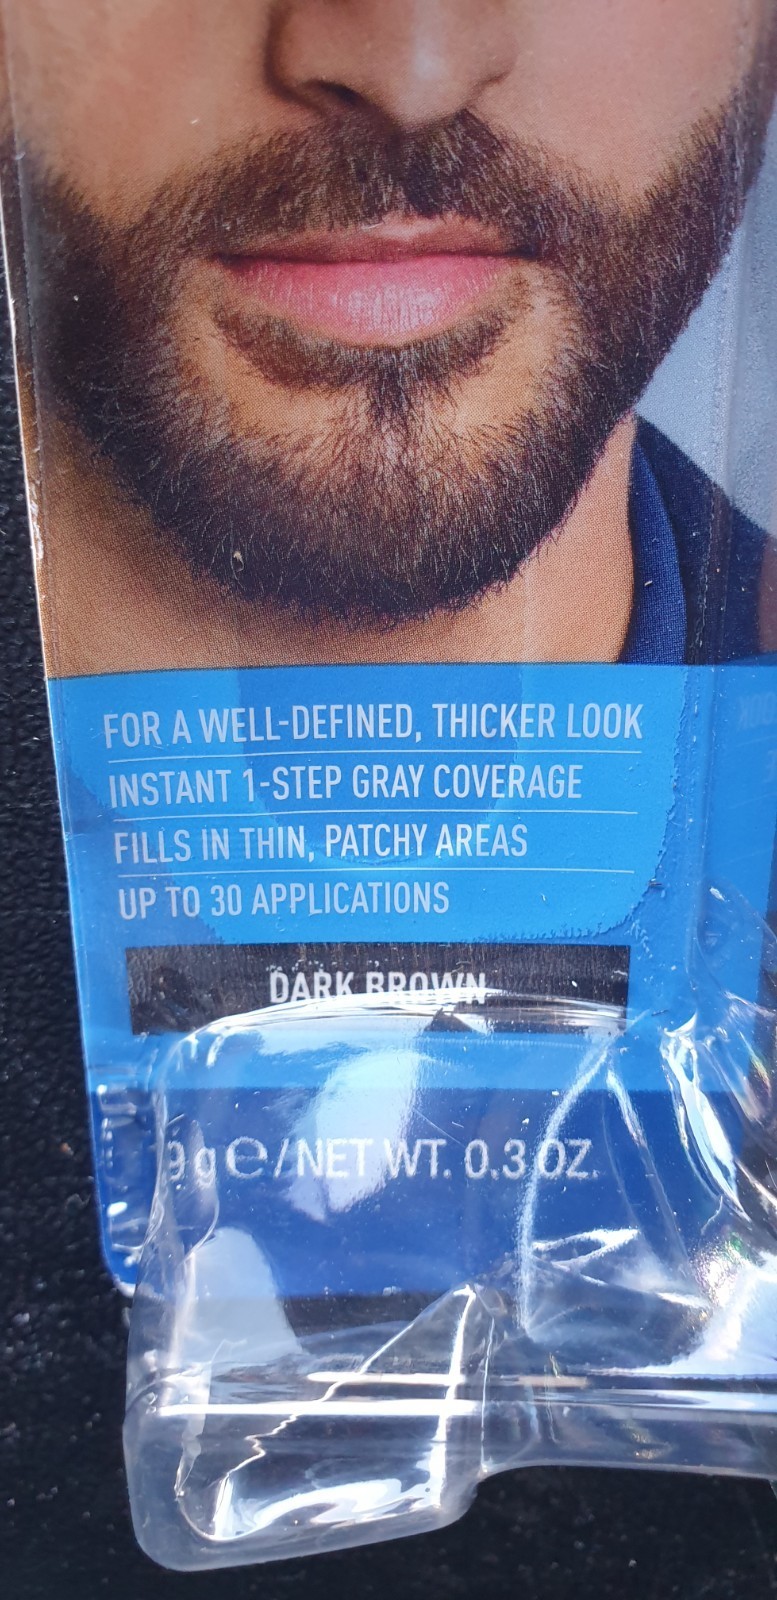 FOR A WELL-DEFINED, THICKER LOOK
INSTANT 1-STEP GRAY COVERAGE
FILLS IN THIN, PATCHY AREAS
UP TO 30 APPLICATIONS
DARK BROWN
9 g ℮ / NET WT. 0.3 OZ.